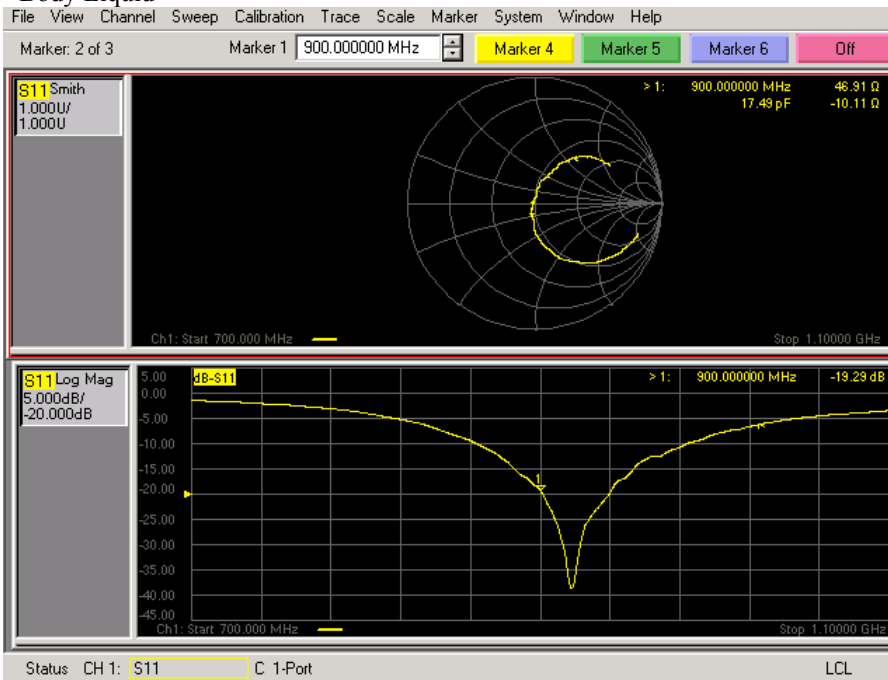 Body Liquid
File View Channel Sweep Calibration Trace Scale Marker System Window Help
Marker: 2 of 3 Marker 1 900.000000 MHz Marker 4 Marker 5 Marker 6 Off
S11 Smith
1.000U/
1.000U
> 1: 900.000000 MHz 46.91 Ω
17.49 pF -10.11 Ω
Ch1: Start 700.000 MHz Stop 1.10000 GHz
S11 Log Mag
5.000dB/
-20.000dB
dB-S11
> 1: 900.000000 MHz -19.29 dB
5.00
0.00
-5.00
-10.00
-15.00
-20.00
-25.00
-30.00
-35.00
-40.00
-45.00
1
Ch1: Start 700.000 MHz Stop 1.10000 GHz
Status CH 1: S11 C 1-Port LCL